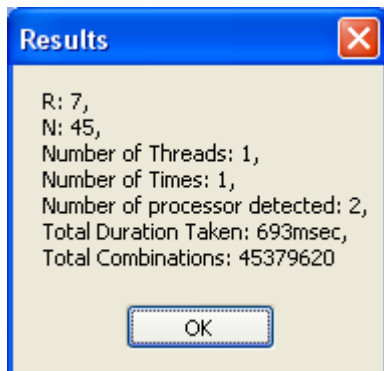 Results
R: 7,
N: 45,
Number of Threads: 1,
Number of Times: 1,
Number of processor detected: 2,
Total Duration Taken: 693msec,
Total Combinations: 45379620
OK